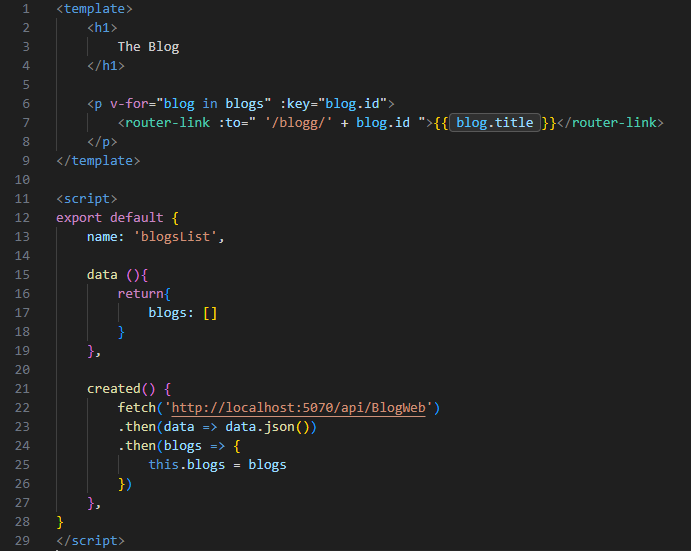 1 <template>
2 <h1>
3 The Blog
4 </h1>
5
6 <p v-for="blog in blogs" :key="blog.id">
7 <router-link :to=" '/blogg/' + blog.id ">{{ blog.title }}</router-link>
8 </p>
9 </template>
10
11 <script>
12 export default {
13 name: 'blogsList',
14
15 data (){
16 return{
17 blogs: []
18 }
19 },
20
21 created() {
22 fetch('http://localhost:5070/api/BlogWeb')
23 .then(data => data.json())
24 .then(blogs => {
25 this.blogs = blogs
26 })
27 },
28 }
29 </script>